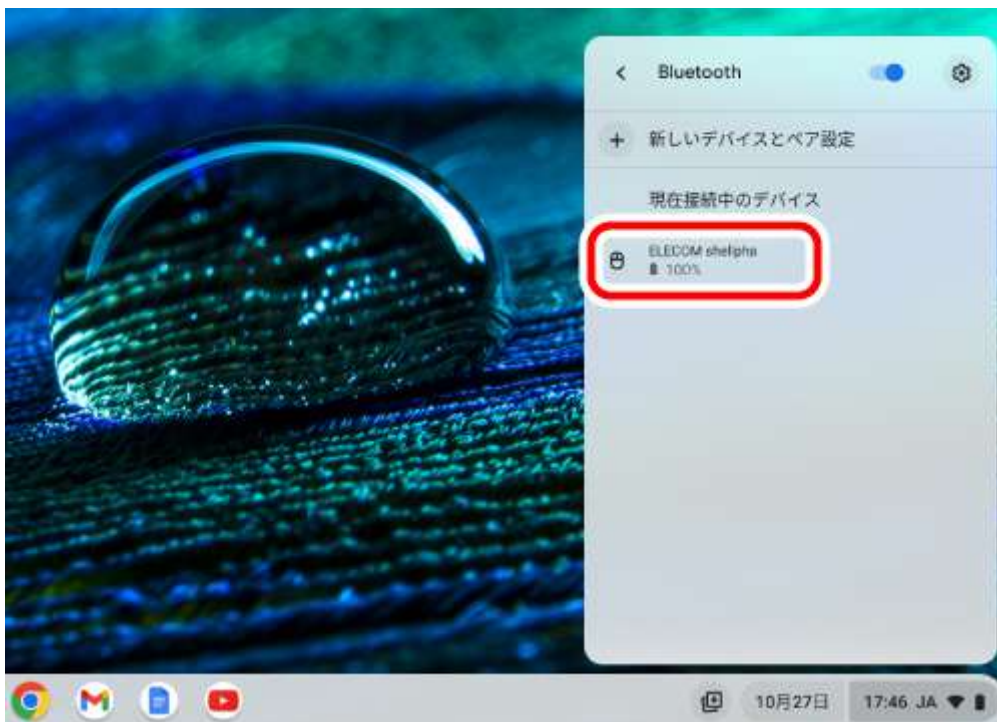 Bluetooth
新しいデバイスとペア設定
現在接続中のデバイス
ELECOM shellpha
100%
10月27日
17:46 JA